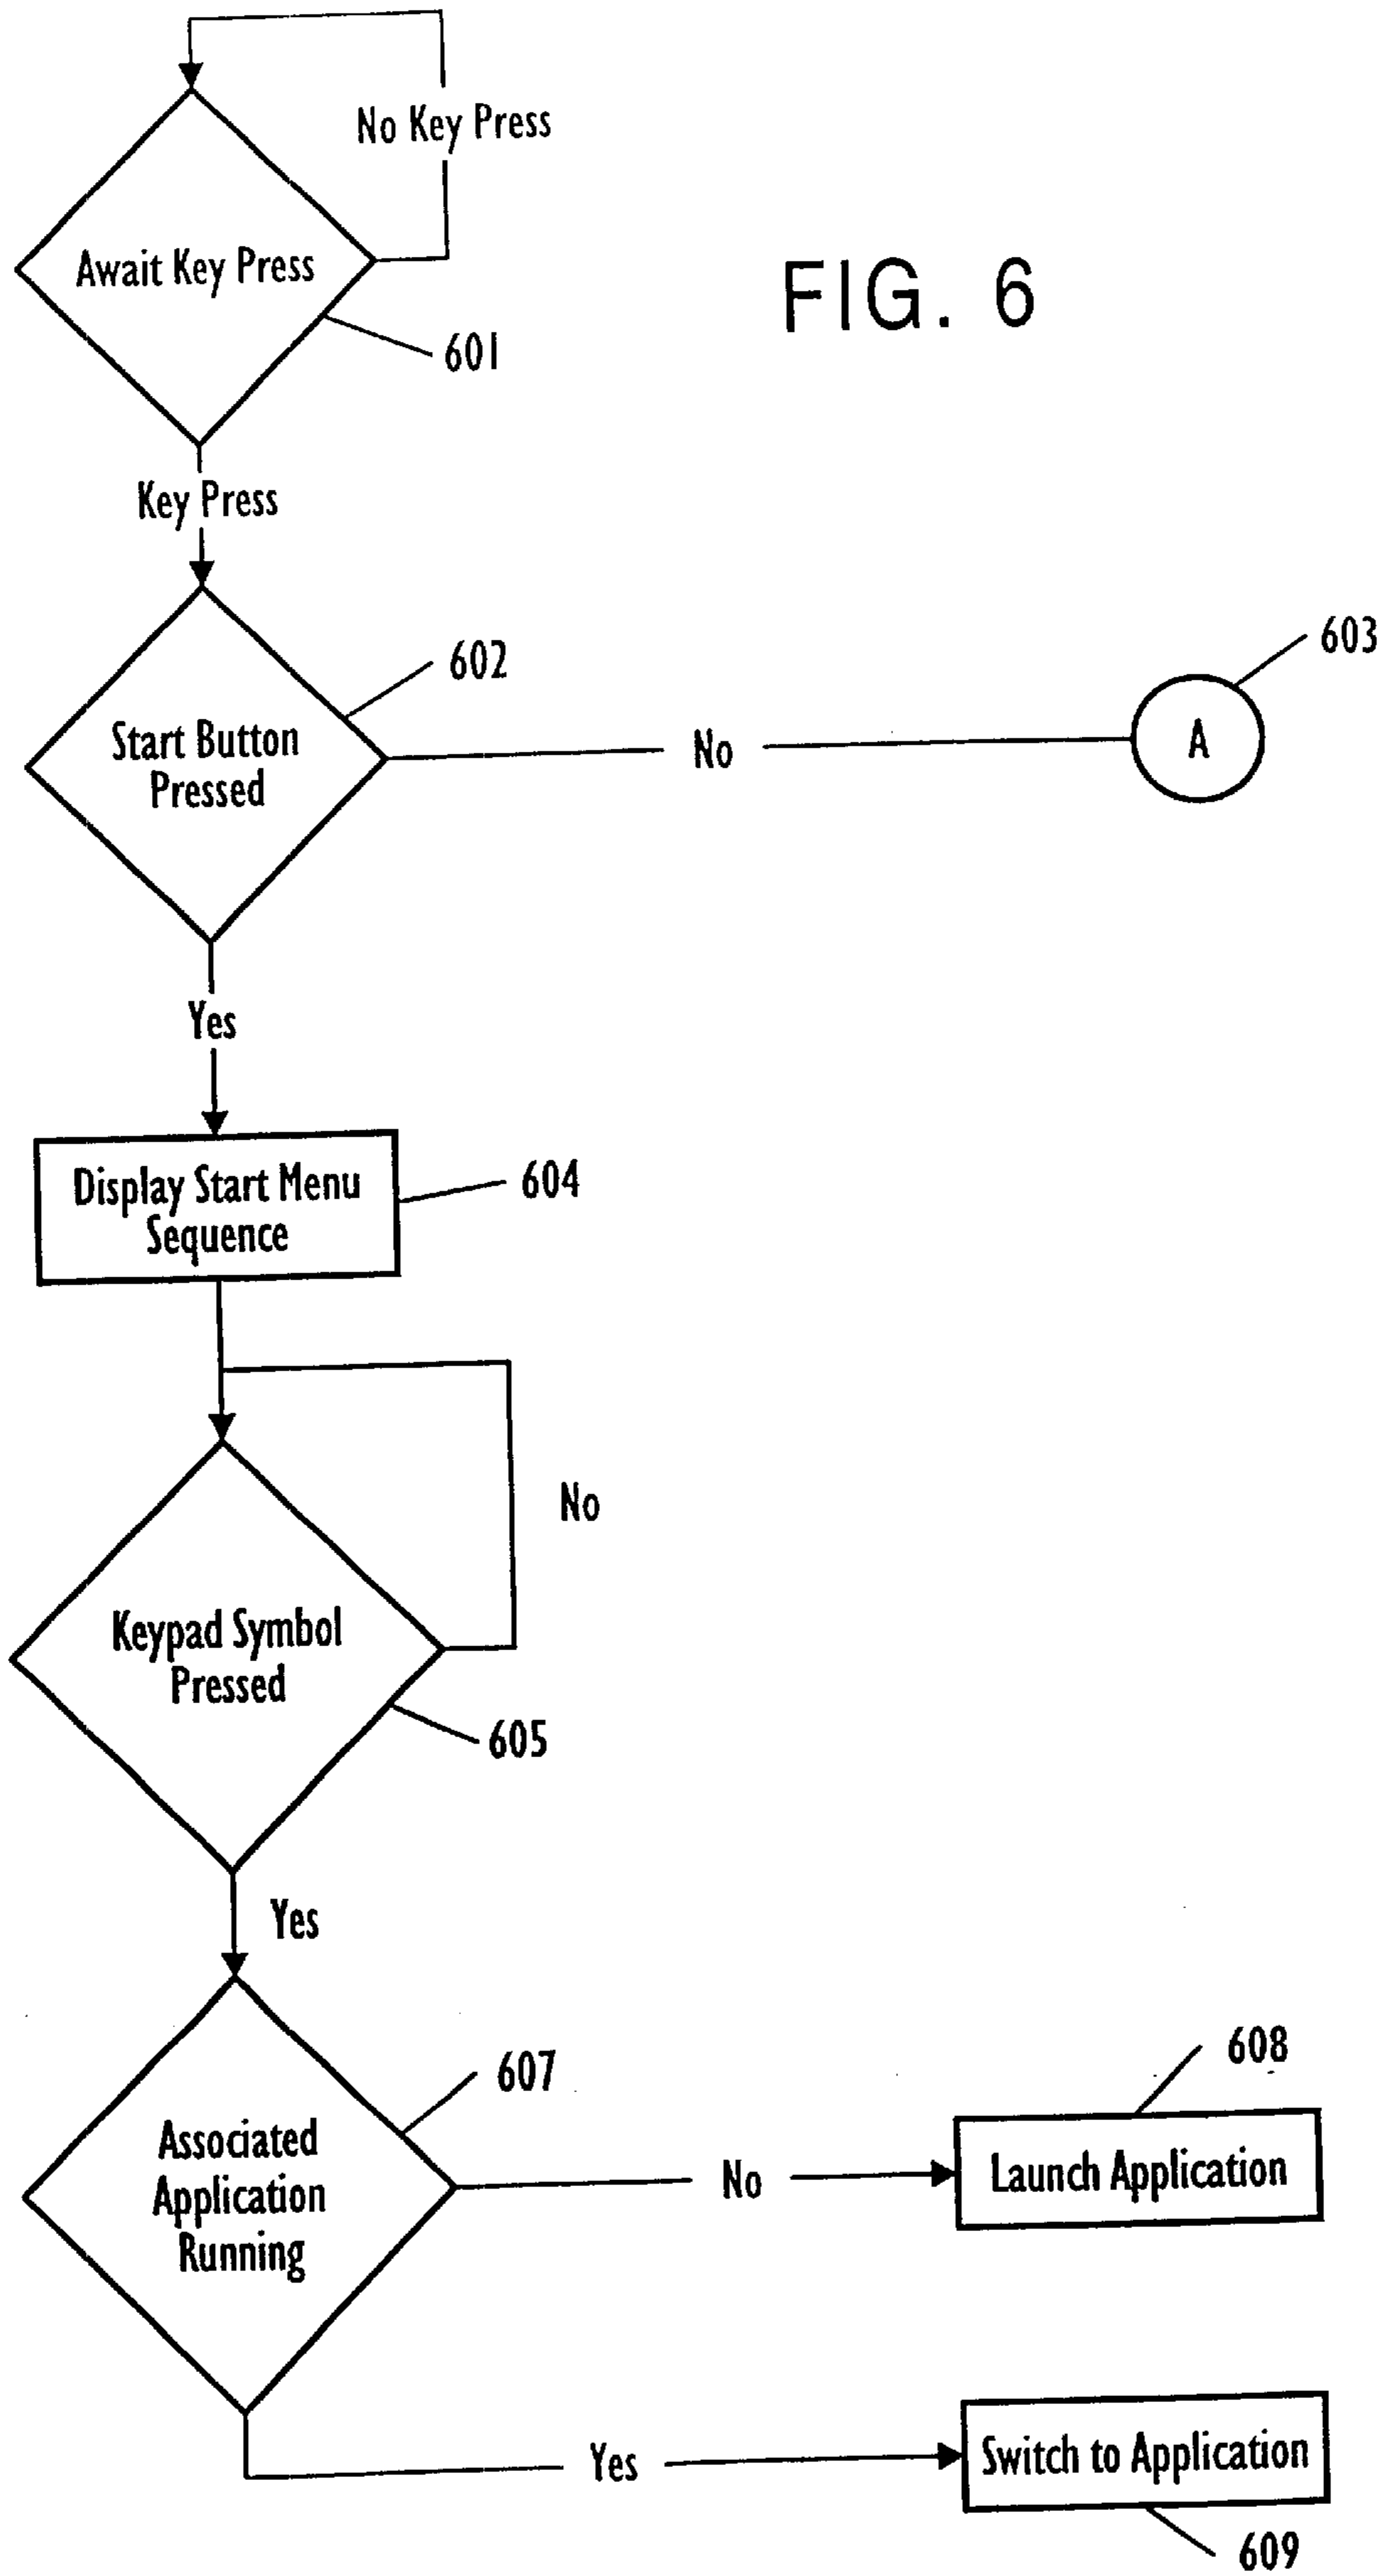 No Key Press
Await Key Press
601
FIG. 6
Key Press
602
603
Start Button
Pressed
No
A
Yes
Display Start Menu
Sequence
604
No
Keypad Symbol
Pressed
605
Yes
607
608
Associated
Application
Running
No
Launch Application
Yes
Switch to Application
609